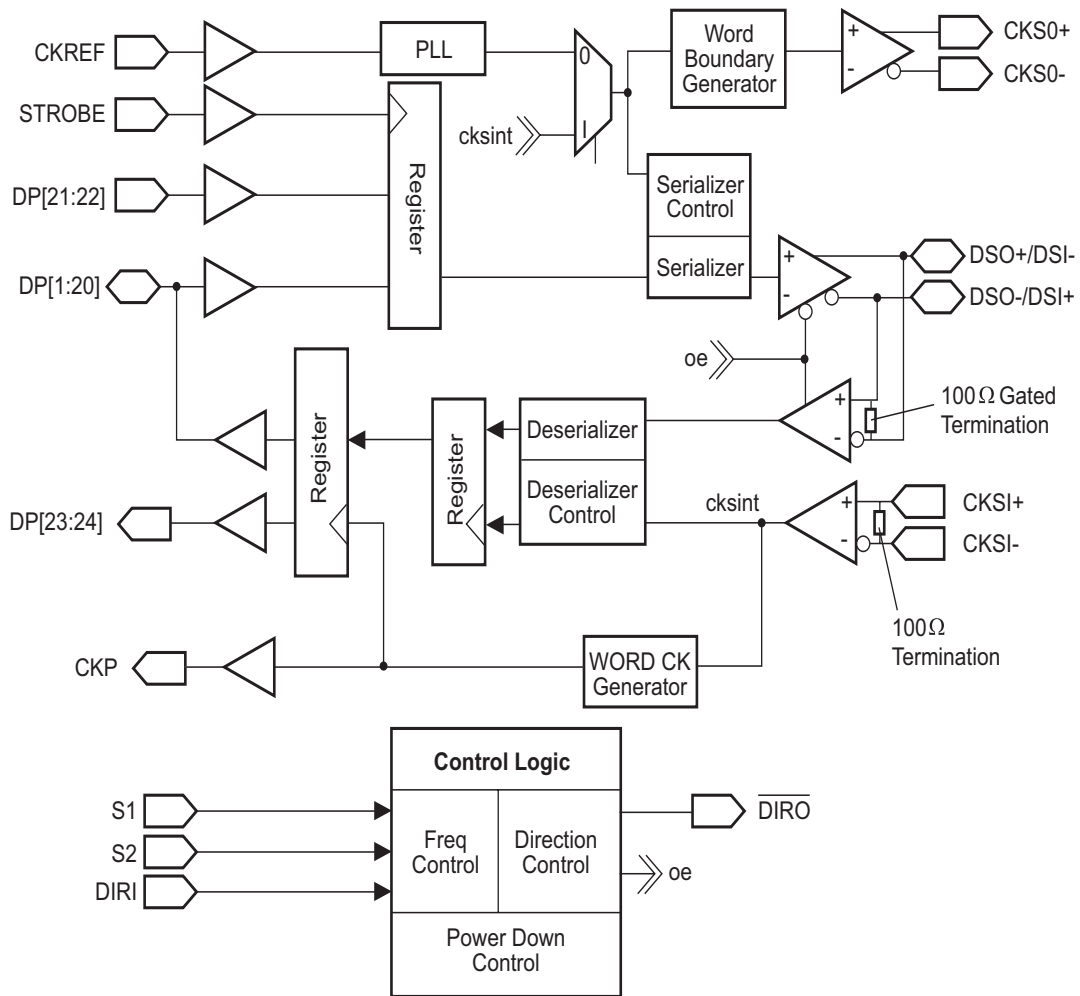 CKREF
PLL
0
Word
Boundary
Generator
+
-
CKS0+
CKS0-
STROBE
cksint
I
Register
DP[21:22]
Serializer
Control
Serializer
DP[1:20]
+
-
DSO+/DSI-
DSO-/DSI+
oe
+
-
100Ω Gated
Termination
Register
Register
Deserializer
Deserializer
Control
cksint
+
-
CKSI+
CKSI-
DP[23:24]
100Ω
Termination
CKP
WORD CK
Generator
Control Logic
S1
S2
DIRI
Freq
Control
Direction
Control
DIRO
oe
Power Down
Control